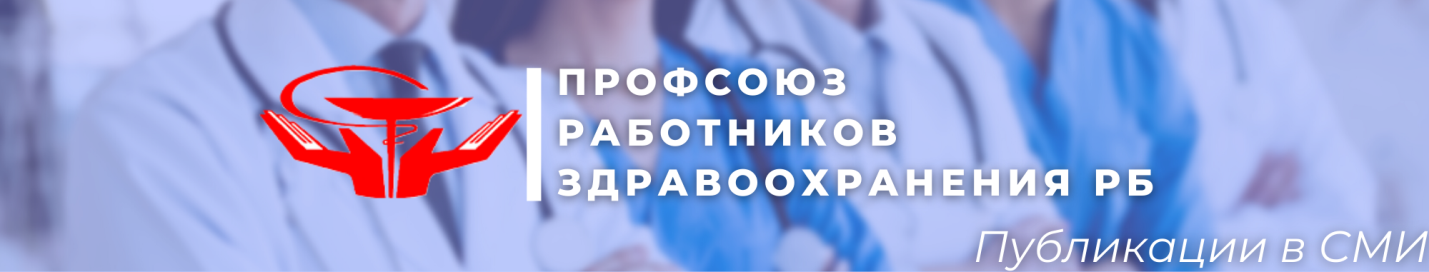 ПРОФСОЮЗ
РАБОТНИКОВ
ЗДРАВООХРАНЕНИЯ РБ
Публикации в СМИ